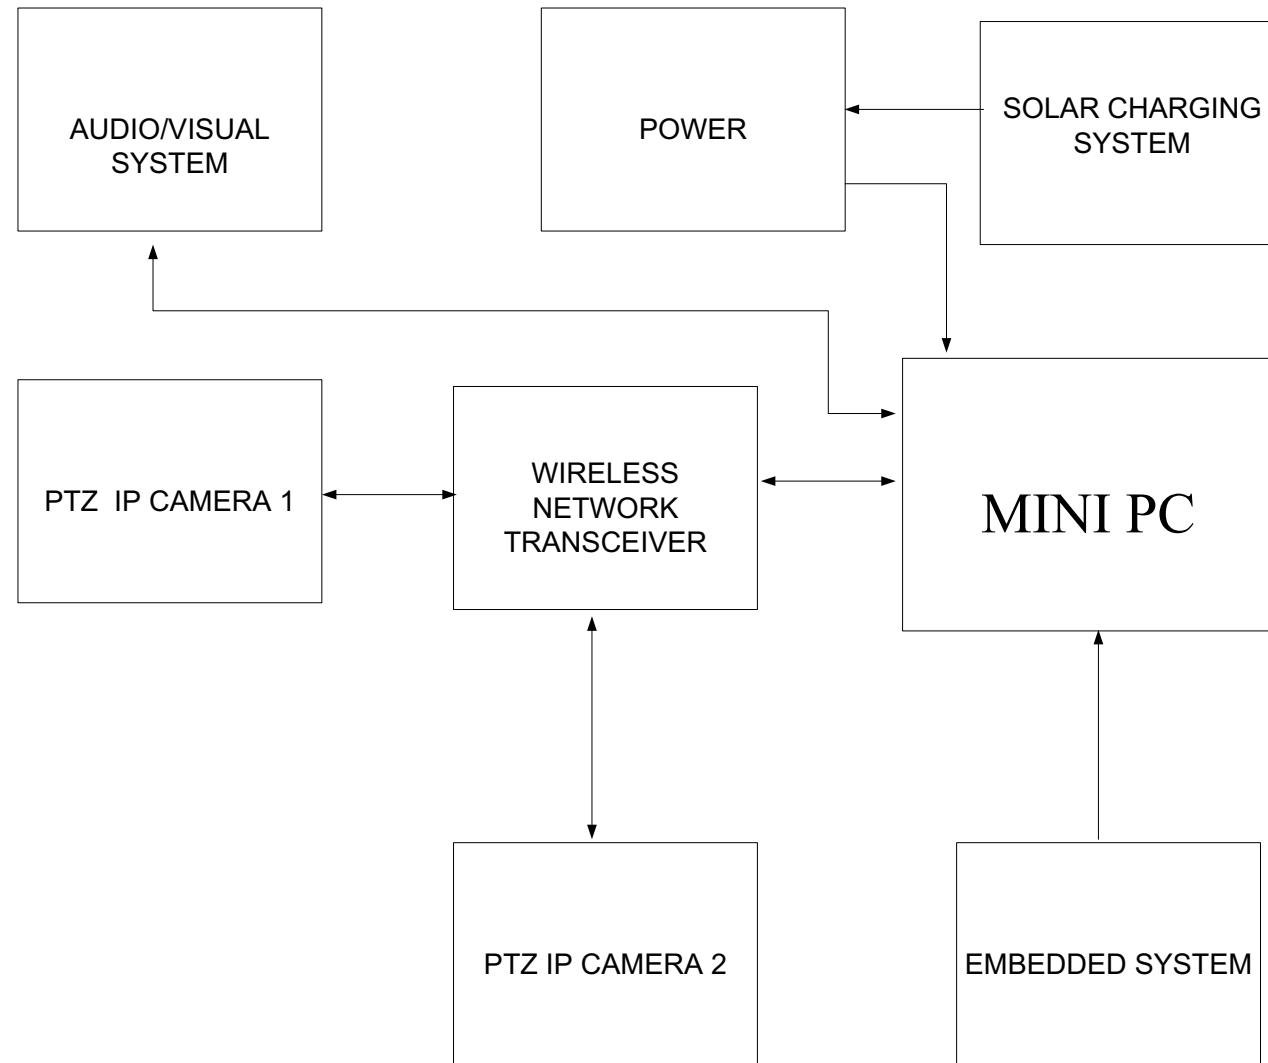 AUDIO/VISUAL
SYSTEM
POWER
SOLAR CHARGING
SYSTEM
PTZ  IP CAMERA 1
WIRELESS
NETWORK
TRANSCEIVER
MINI PC
PTZ IP CAMERA 2
EMBEDDED SYSTEM